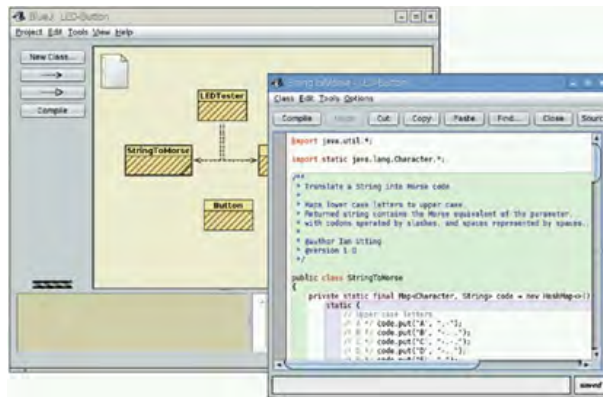 BlueJ: LED-Button
Project Edit Tools View Help
New Class...
Compile
LEDTester
StringToMorse
Button
StringToMorse - LED-Button
Class Edit Tools Options
Compile Undo Cut Copy Paste Find... Close Sourc
import java.util.*;
import static java.lang.Character.*;
/**
* Translate a String into Morse code
*
* Maps lower case letters to upper case.
* Returned string contains the Morse equivalent of the parameter,
* with codons sperated by slashes, and spaces represented by spaces.
*
* @author Ian Utting
* @version 1.0
*/
public class StringToMorse
{
private static final Map<Character, String> code = new HashMap<>()
static {
// Upper case letters
/* A */ code.put('A', ".-");
/* B */ code.put('B', "-...");
/* C */ code.put('C', "-.-.");
/* D */ code.put('D', "-..");
saved